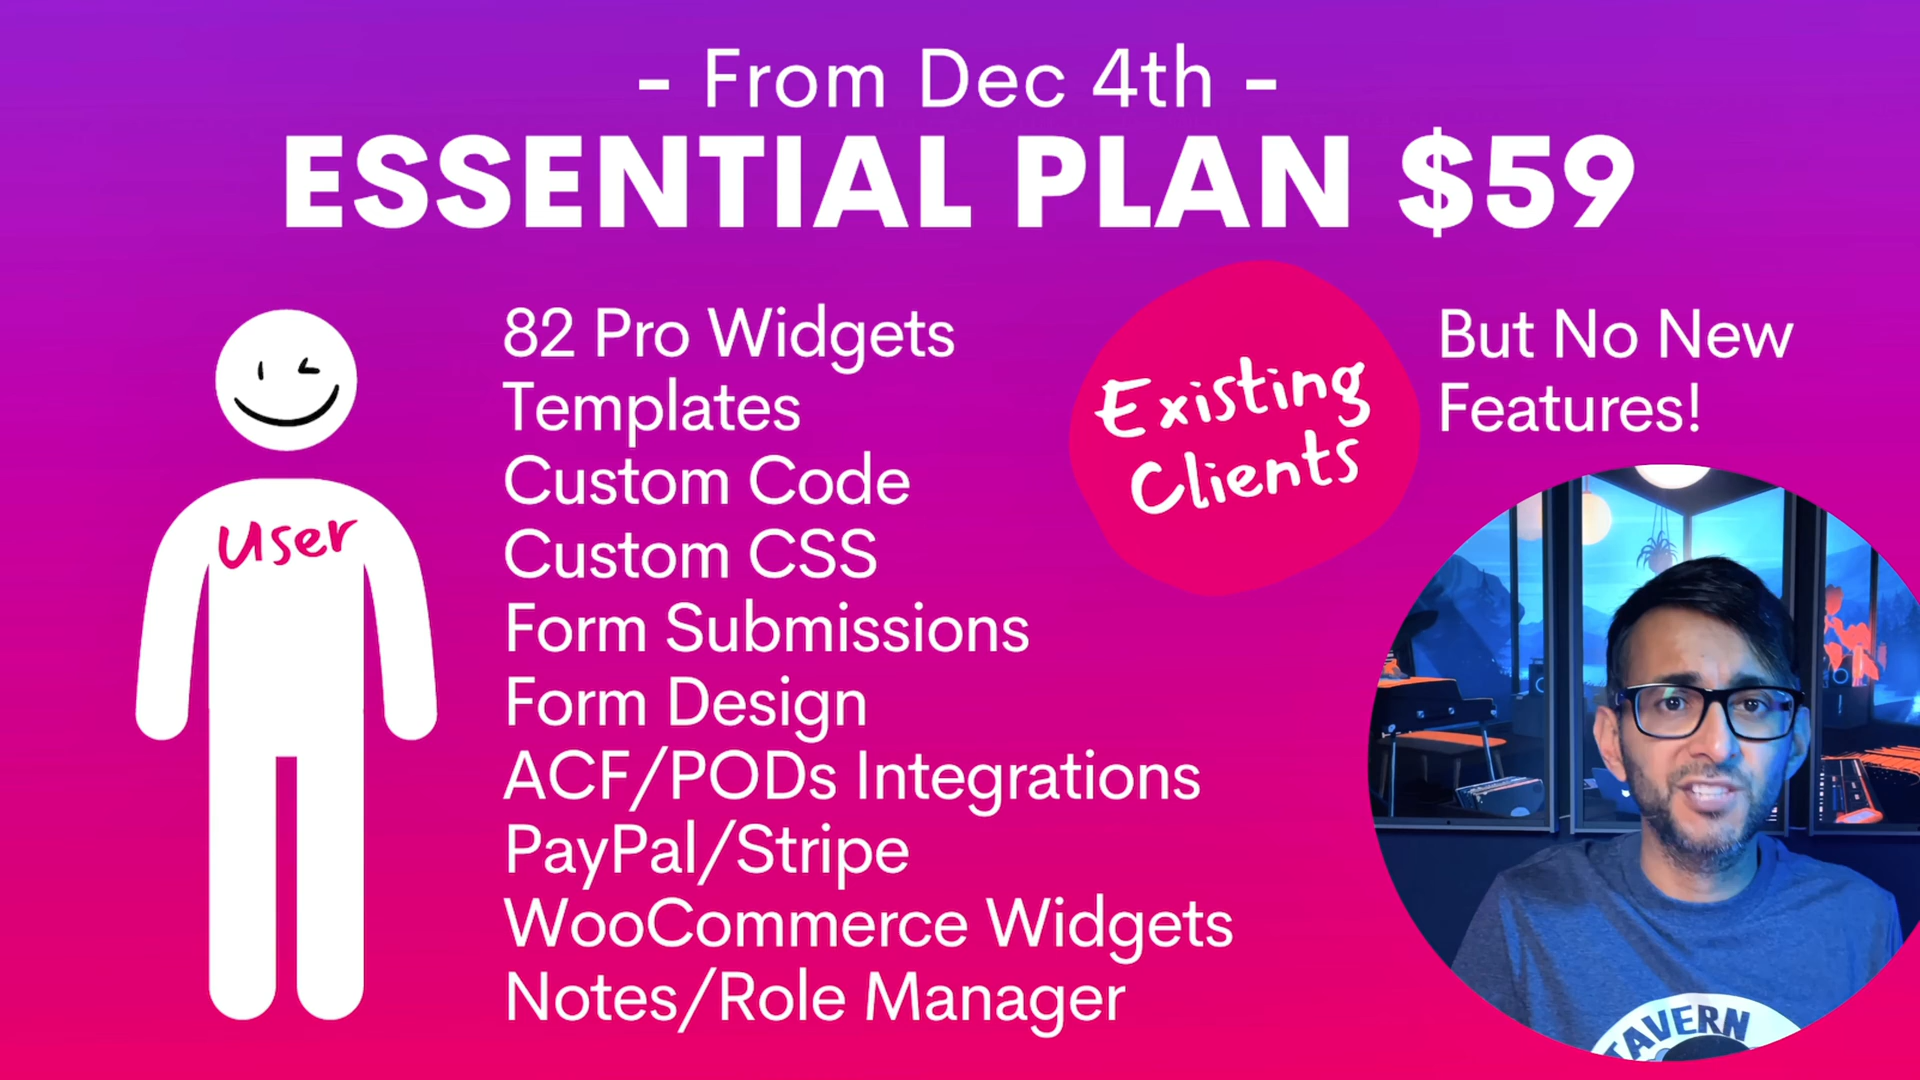 - From Dec 4th -
ESSENTIAL PLAN $59
User
82 Pro Widgets
Templates
Custom Code
Custom CSS
Form Submissions
Form Design
ACF/PODs Integrations
PayPal/Stripe
WooCommerce Widgets
Notes/Role Manager
Existing
Clients
But No New
Features!
TAVERN